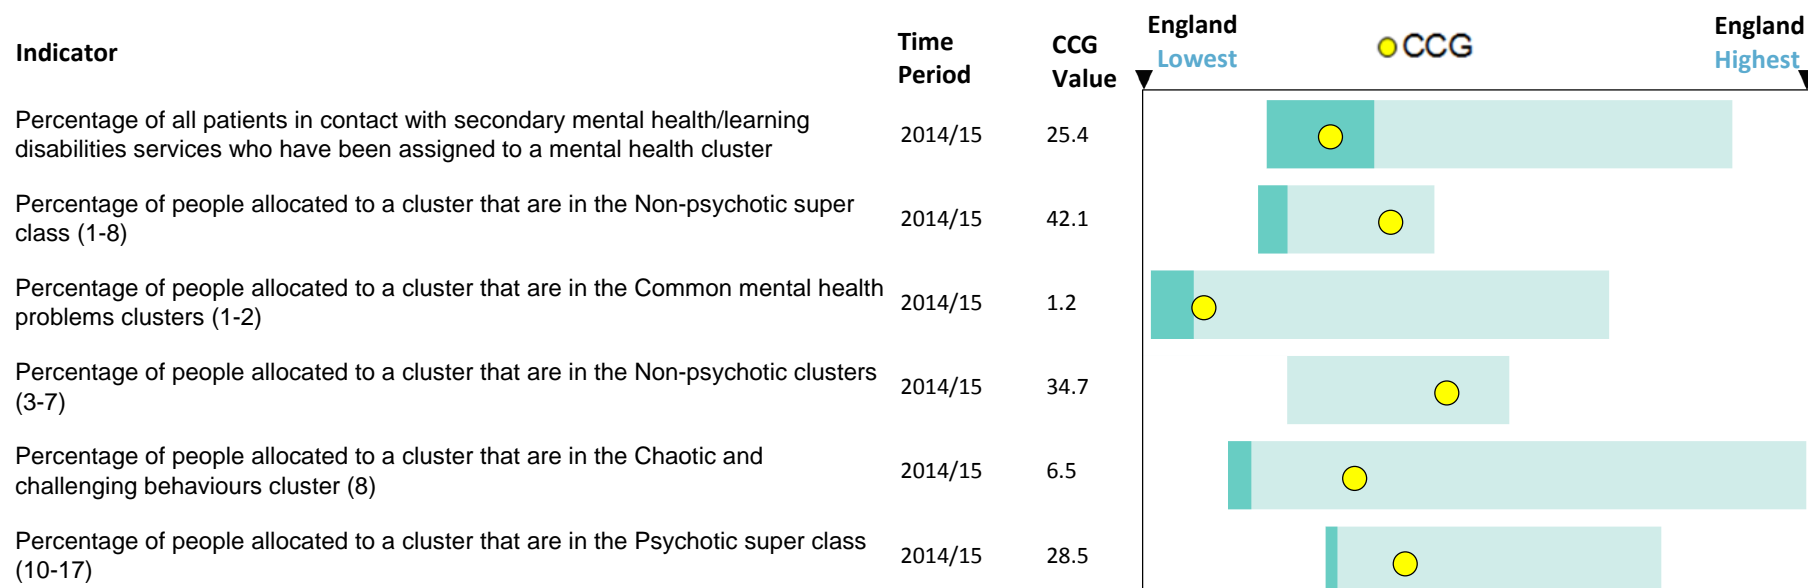 Indicator
Time
Period
CCG
Value
England
Lowest
CCG
England
Highest
Percentage of all patients in contact with secondary mental health/learning
disabilities services who have been assigned to a mental health cluster
2014/15
25.4
Percentage of people allocated to a cluster that are in the Non-psychotic super
class (1-8)
2014/15
42.1
Percentage of people allocated to a cluster that are in the Common mental health
problems clusters (1-2)
2014/15
1.2
Percentage of people allocated to a cluster that are in the Non-psychotic clusters
(3-7)
2014/15
34.7
Percentage of people allocated to a cluster that are in the Chaotic and
challenging behaviours cluster (8)
2014/15
6.5
Percentage of people allocated to a cluster that are in the Psychotic super class
(10-17)
2014/15
28.5